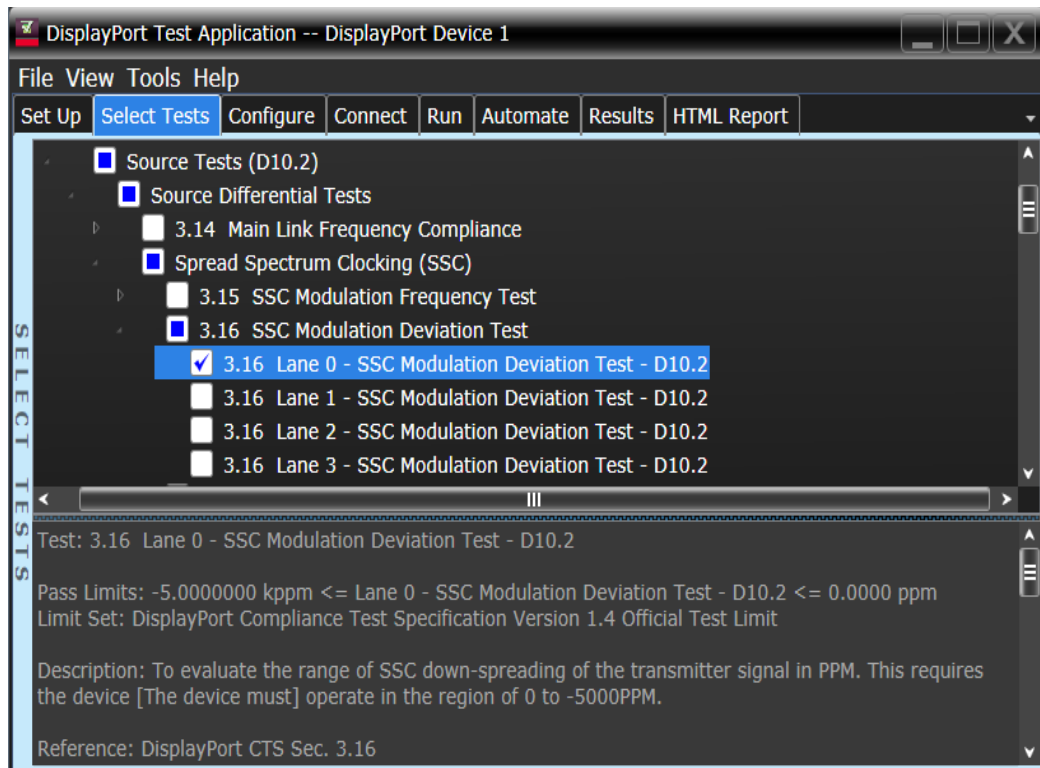 DisplayPort Test Application -- DisplayPort Device 1
File View Tools Help
Set Up Select Tests Configure Connect Run Automate Results HTML Report
Source Tests (D10.2)
Source Differential Tests
3.14 Main Link Frequency Compliance
Spread Spectrum Clocking (SSC)
3.15 SSC Modulation Frequency Test
3.16 SSC Modulation Deviation Test
3.16 Lane 0 - SSC Modulation Deviation Test - D10.2
3.16 Lane 1 - SSC Modulation Deviation Test - D10.2
3.16 Lane 2 - SSC Modulation Deviation Test - D10.2
3.16 Lane 3 - SSC Modulation Deviation Test - D10.2
SELECT TESTS
Test: 3.16 Lane 0 - SSC Modulation Deviation Test - D10.2
Pass Limits: -5.0000000 kppm <= Lane 0 - SSC Modulation Deviation Test - D10.2 <= 0.0000 ppm
Limit Set: DisplayPort Compliance Test Specification Version 1.4 Official Test Limit
Description: To evaluate the range of SSC down-spreading of the transmitter signal in PPM. This requires
the device [The device must] operate in the region of 0 to -5000PPM.
Reference: DisplayPort CTS Sec. 3.16